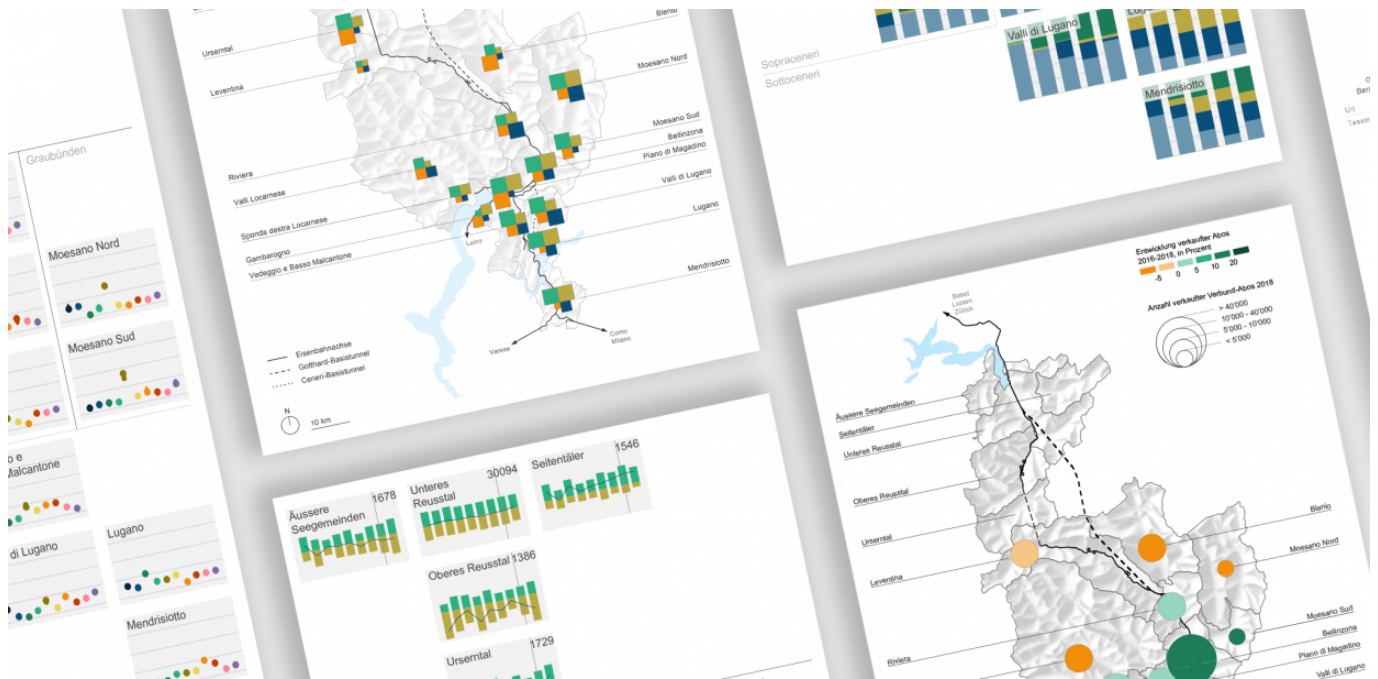 Graubünden
Moesano Nord
Moesano Sud
o e
Malcantone
di Lugano
Lugano
Mendrisiotto
Urserntal
Leventina
Riviera
Valli Locarnese
Sponda destra Locarnese
Gambarogno
Vedeggio e Basso Malcantone
Blenio
Moesano Nord
Moesano Sud
Bellinzona
Piano di Magadino
Valli di Lugano
Lugano
Mendrisiotto
Luino
Varese
Como
Milano
Eisenbahnachse
Gotthard-Basistunnel
Ceneri-Basistunnel
N
10 km
Sopraceneri
Sottoceneri
Valli di Lugano
Mendrisiotto
Äussere
Seegemeinden
1678
Unteres
Reusstal
30094
Seitentäler
1546
Oberes Reusstal
1386
Urserntal
1729
Entwicklung verkaufter Abos
2016-2018, in Prozent
-5 0 5 10 20
Anzahl verkaufter Verbund-Abos 2018
> 40'000
10'000 - 40'000
5'000 - 10'000
< 5'000
Basel
Luzern
Zürich
Äussere Seegemeinden
Seitentäler
Unteres Reusstal
Oberes Reusstal
Urserntal
Leventina
Riviera
Blenio
Moesano Nord
Moesano Sud
Bellinzona
Piano di Magadino
Valli di Lugano